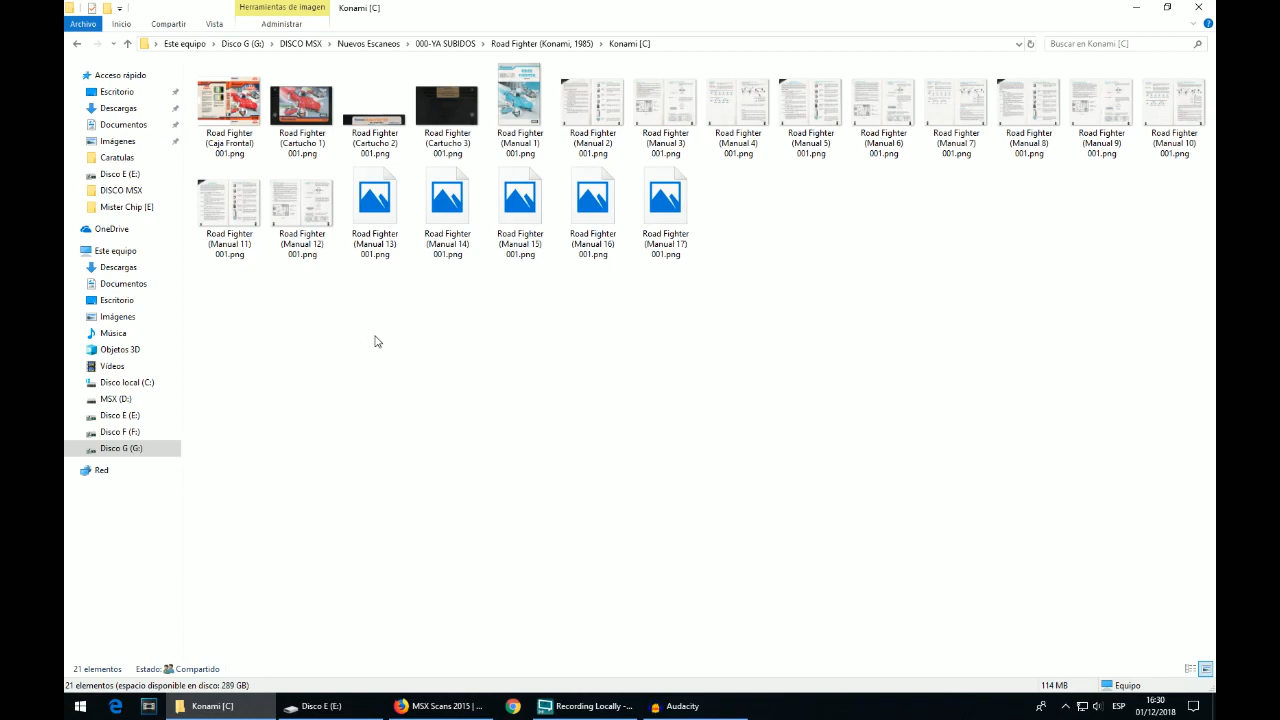 Herramientas de imagen
Konami [C]
Archivo
Inicio
Compartir
Vista
Administrar
Este equipo
Disco G (G:)
DISCO MSX
Nuevos Escaneos
000-YA SUBIDOS
Road Fighter (Konami, 1985)
Konami [C]
Buscar en Konami [C]
Acceso rápido
Escritorio
Descargas
Documentos
Imágenes
Caratulas
Disco E (E:)
DISCO MSX
Mister Chip [E]
OneDrive
Este equipo
Descargas
Documentos
Escritorio
Imágenes
Música
Objetos 3D
Vídeos
Disco local (C:)
MSX (D:)
Disco E (E:)
Disco F (F:)
Disco G (G:)
Red
Road Fighter
(Caja Frontal)
001.png
Road Fighter
(Cartucho 1)
001.png
Road Fighter
(Cartucho 2)
001.png
Road Fighter
(Cartucho 3)
001.png
Road Fighter
(Manual 1)
001.png
Road Fighter
(Manual 2)
001.png
Road Fighter
(Manual 3)
001.png
Road Fighter
(Manual 4)
001.png
Road Fighter
(Manual 5)
001.png
Road Fighter
(Manual 6)
001.png
Road Fighter
(Manual 7)
001.png
Road Fighter
(Manual 8)
001.png
Road Fighter
(Manual 9)
001.png
Road Fighter
(Manual 10)
001.png
Road Fighter
(Manual 11)
001.png
Road Fighter
(Manual 12)
001.png
Road Fighter
(Manual 13)
001.png
Road Fighter
(Manual 14)
001.png
Road Fighter
(Manual 15)
001.png
Road Fighter
(Manual 16)
001.png
Road Fighter
(Manual 17)
001.png
21 elementos
Estado:
Compartido
21 elementos (espacio disponible en disco: 289 GB)
114 MB
Equipo
Konami [C]
Disco E (E:)
MSX Scans 2015 | ...
Recording Locally - ...
Audacity
ESP
16:30
01/12/2018